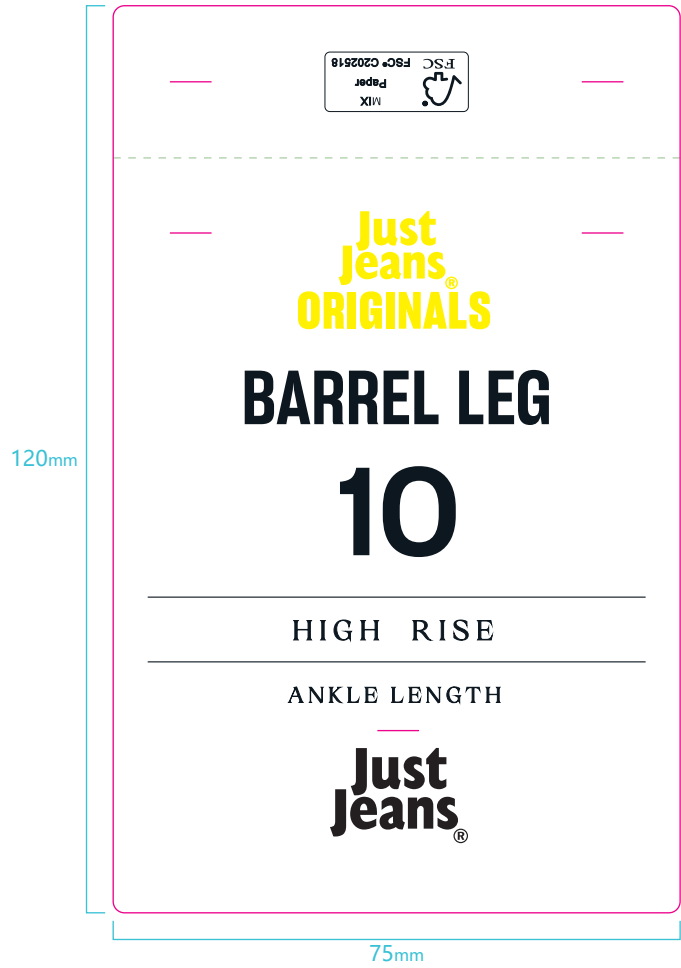 FSC
MIX
Paper
FSC® C202518
Just
Jeans®
ORIGINALS
BARREL LEG
10
HIGH RISE
ANKLE LENGTH
Just
Jeans®
120mm
75mm